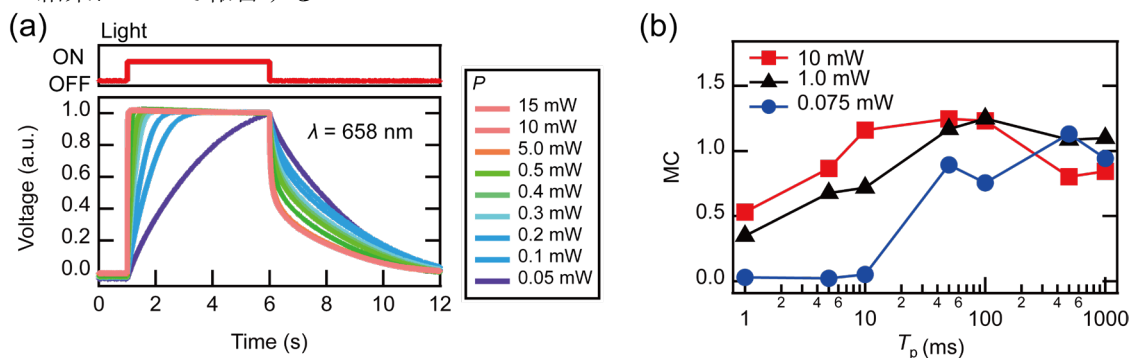 (a)
Light
ON
OFF
Voltage (a.u.)
1.0
0.8
0.6
0.4
0.2
0.0
λ = 658 nm
0 2 4 6 8 10 12
Time (s)
P
15 mW
10 mW
5.0 mW
0.5 mW
0.4 mW
0.3 mW
0.2 mW
0.1 mW
0.05 mW
(b)
10 mW
1.0 mW
0.075 mW
MC
1.5
1.0
0.5
0.0
2 4 6 2 4 6 2 4 6
1 10 100 1000
Tp (ms)